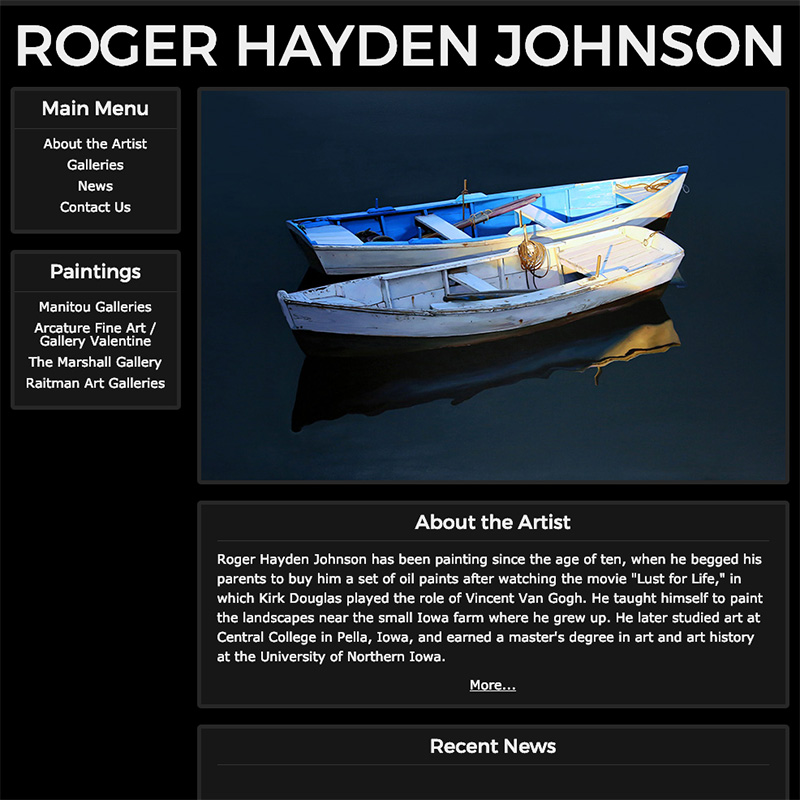 ROGER HAYDEN JOHNSON
Main Menu
About the Artist
Galleries
News
Contact Us
Paintings
Manitou Galleries
Arcature Fine Art /
Gallery Valentine
The Marshall Gallery
Raitman Art Galleries
About the Artist
Roger Hayden Johnson has been painting since the age of ten, when he begged his
parents to buy him a set of oil paints after watching the movie "Lust for Life," in
which Kirk Douglas played the role of Vincent Van Gogh. He taught himself to paint
the landscapes near the small Iowa farm where he grew up. He later studied art at
Central College in Pella, Iowa, and earned a master's degree in art and art history
at the University of Northern Iowa.
More...
Recent News